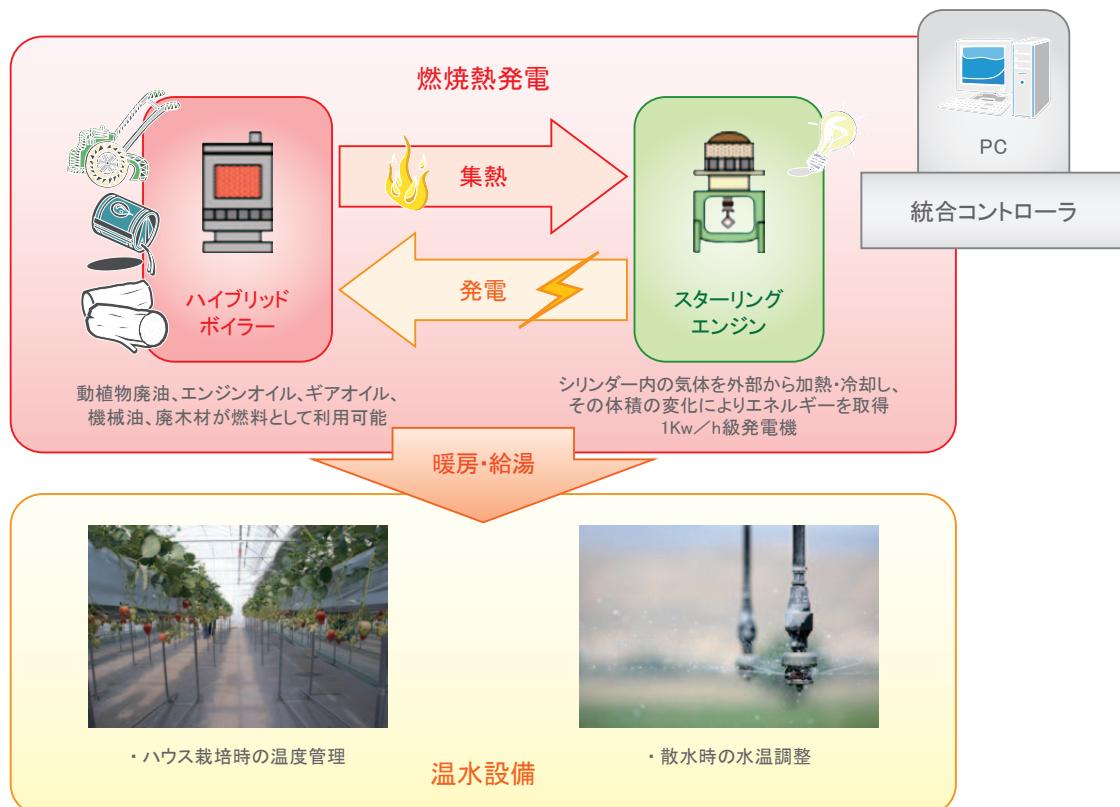 燃焼熱発電
PC
統合コントローラ
集熱
発電
ハイブリッド
ボイラー
スターリング
エンジン
動植物廃油、エンジンオイル、ギアオイル、
機械油、廃木材が燃料として利用可能
シリンダー内の気体を外部から加熱・冷却し、
その体積の変化によりエネルギーを取得
1Kw／h級発電機
暖房・給湯
・ハウス栽培時の温度管理
・散水時の水温調整
温水設備